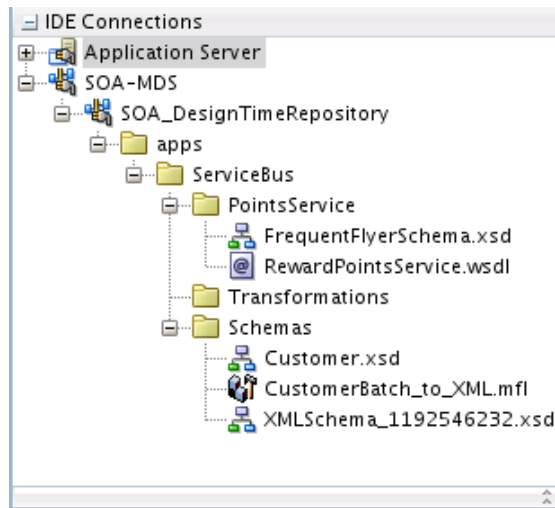 IDE Connections
Application Server
SOA-MDS
SOA_DesignTimeRepository
apps
ServiceBus
PointsService
FrequentFlyerSchema.xsd
RewardPointsService.wsdl
Transformations
Schemas
Customer.xsd
CustomerBatch_to_XML.mfl
XMLSchema_1192546232.xsd